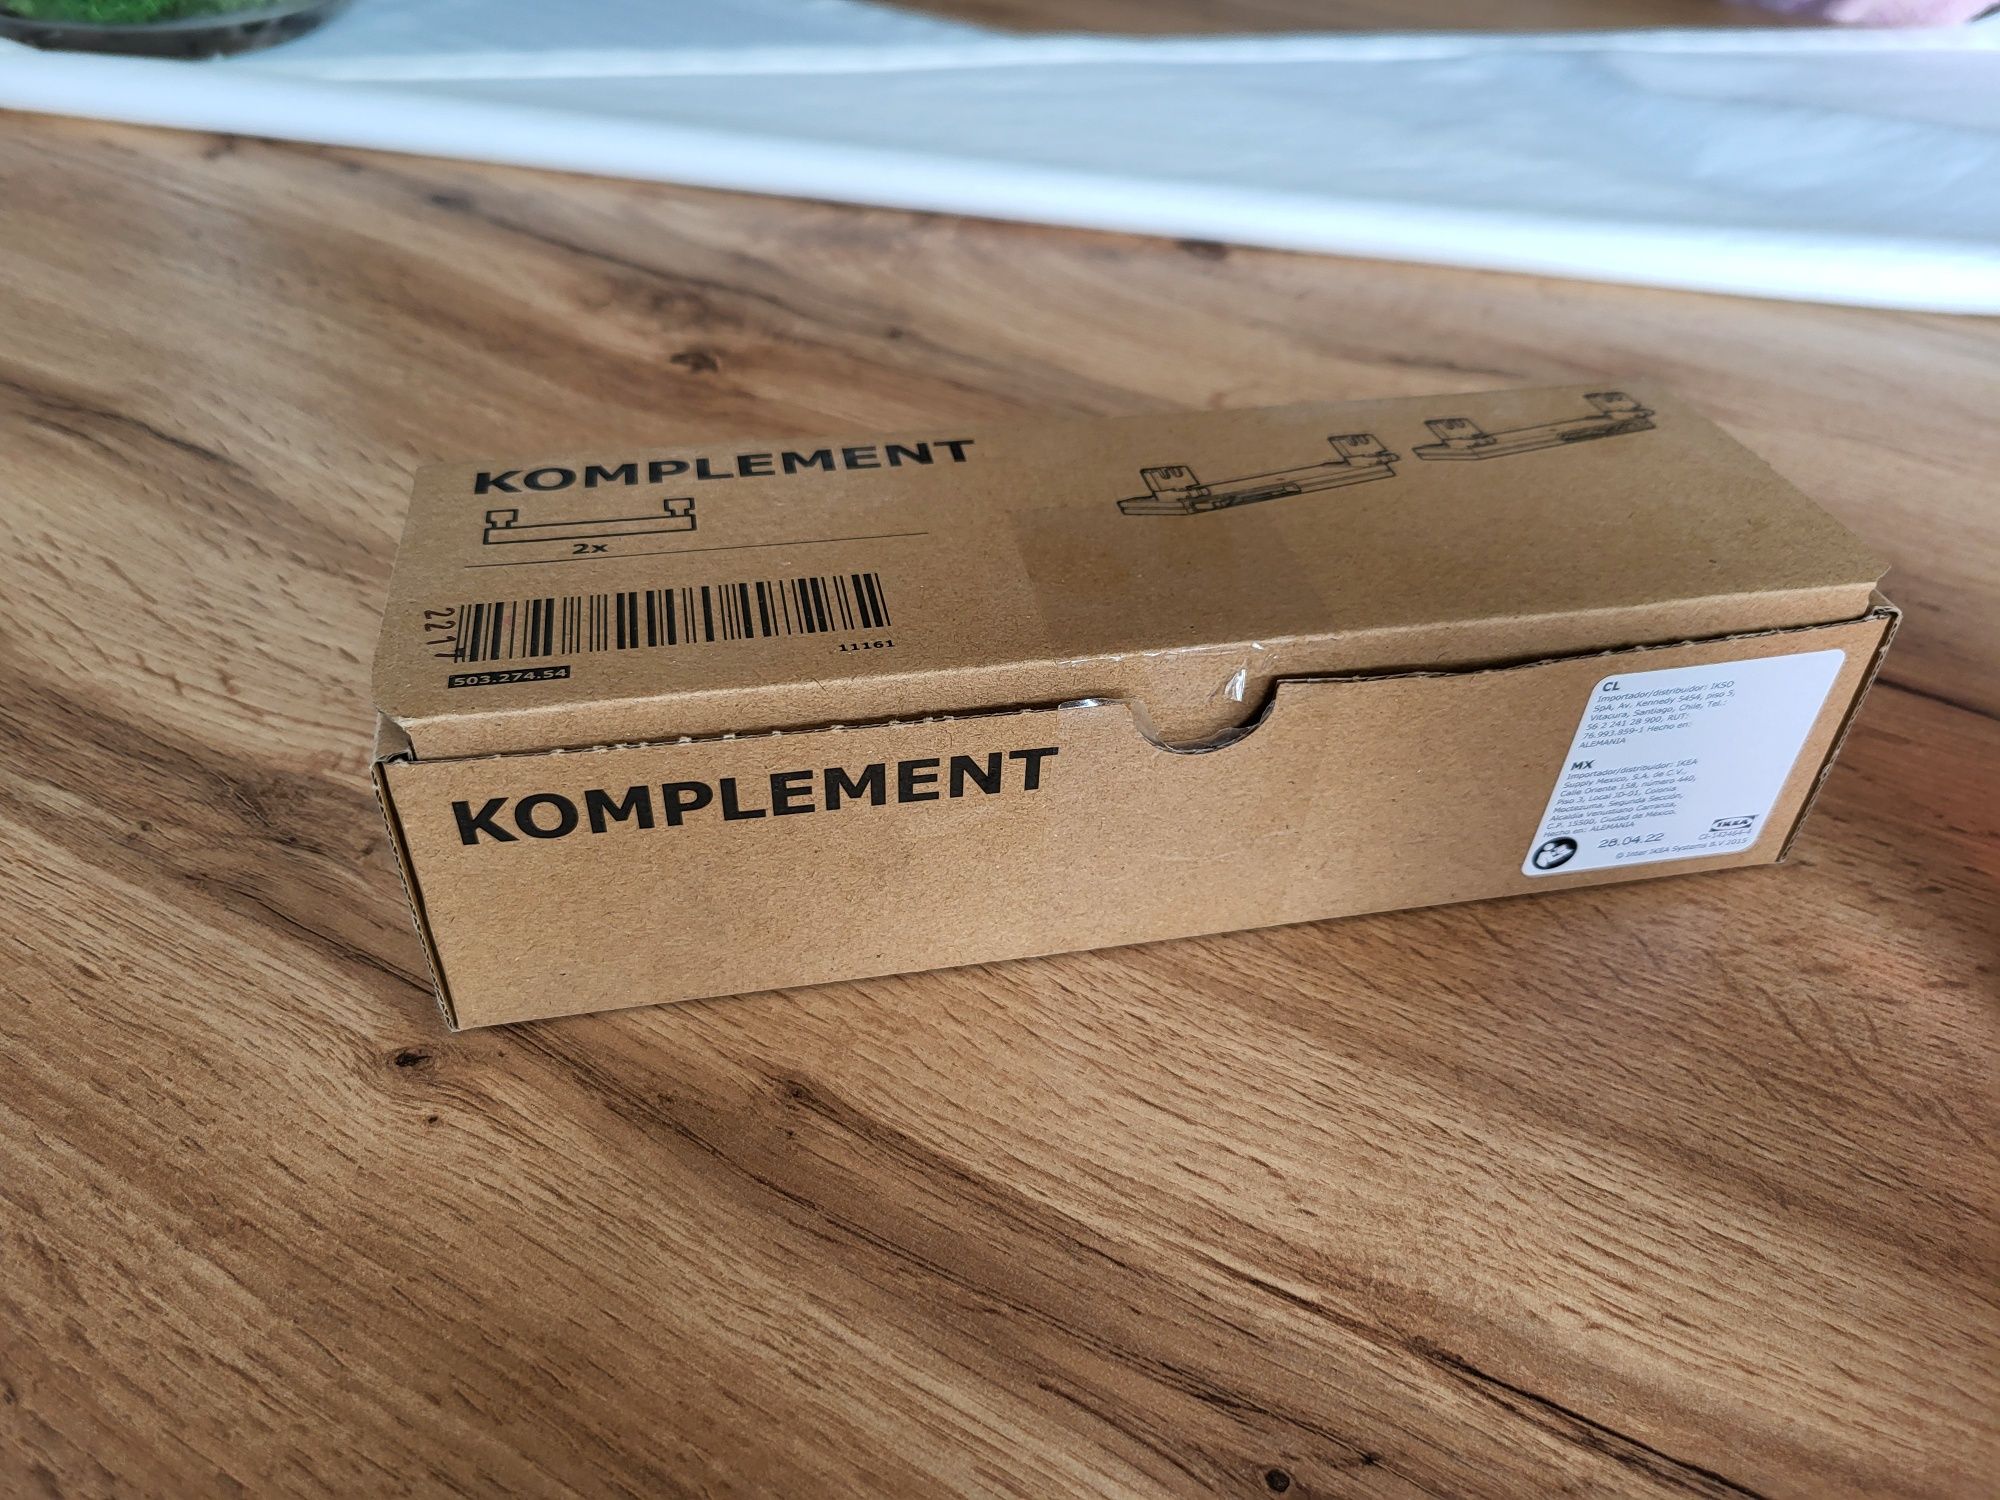 KOMPLEMENT
2x
2217
11161
503.274.54
KOMPLEMENT
CL
Importador/distribuidor: IKSO
SpA, Av. Kennedy 5454, piso 5,
Vitacura, Santiago, Chile, Tel.:
56 2 241 28 900, RUT:
76.993.859-1 Hecho en:
ALEMANIA
MX
Importador/distribuidor: IKEA
Supply Mexico, S.A. de C.V.,
Calle Oriente 158, número 440,
Piso 3, Local JD-01, Colonia
Moctezuma, Segunda Sección,
Alcaldía Venustiano Carranza,
C.P. 15500, Ciudad de México.
Hecho en: ALEMANIA
28.04.22
IKEA
© Inter IKEA Systems B.V 2015